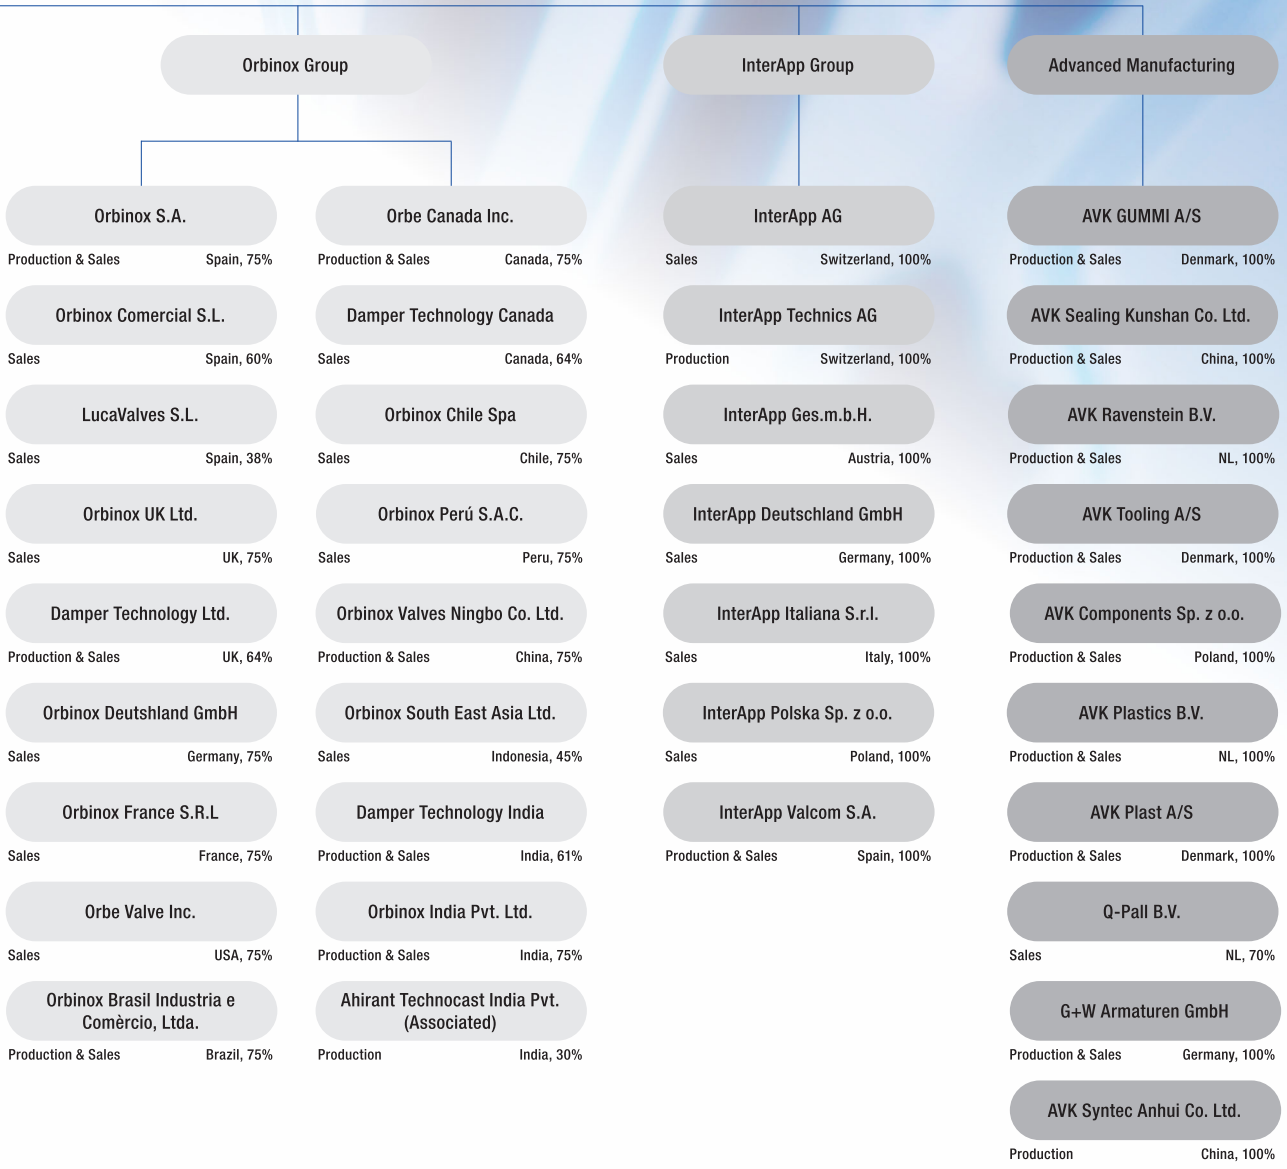 Orbinox Group
Orbinox S.A.
Production & Sales Spain, 75%
Orbinox Comercial S.L.
Sales Spain, 60%
LucaValves S.L.
Sales Spain, 38%
Orbinox UK Ltd.
Sales UK, 75%
Damper Technology Ltd.
Production & Sales UK, 64%
Orbinox Deutshland GmbH
Sales Germany, 75%
Orbinox France S.R.L
Sales France, 75%
Orbe Valve Inc.
Sales USA, 75%
Orbinox Brasil Industria e
Comèrcio, Ltda.
Production & Sales Brazil, 75%
Orbe Canada Inc.
Production & Sales Canada, 75%
Damper Technology Canada
Sales Canada, 64%
Orbinox Chile Spa
Sales Chile, 75%
Orbinox Perú S.A.C.
Sales Peru, 75%
Orbinox Valves Ningbo Co. Ltd.
Production & Sales China, 75%
Orbinox South East Asia Ltd.
Sales Indonesia, 45%
Damper Technology India
Production & Sales India, 61%
Orbinox India Pvt. Ltd.
Production & Sales India, 75%
Ahirant Technocast India Pvt.
(Associated)
Production India, 30%
InterApp Group
InterApp AG
Sales Switzerland, 100%
InterApp Technics AG
Production Switzerland, 100%
InterApp Ges.m.b.H.
Sales Austria, 100%
InterApp Deutschland GmbH
Sales Germany, 100%
InterApp Italiana S.r.l.
Sales Italy, 100%
InterApp Polska Sp. z o.o.
Sales Poland, 100%
InterApp Valcom S.A.
Production & Sales Spain, 100%
Advanced Manufacturing
AVK GUMMI A/S
Production & Sales Denmark, 100%
AVK Sealing Kunshan Co. Ltd.
Production & Sales China, 100%
AVK Ravenstein B.V.
Production & Sales NL, 100%
AVK Tooling A/S
Production & Sales Denmark, 100%
AVK Components Sp. z o.o.
Production & Sales Poland, 100%
AVK Plastics B.V.
Production & Sales NL, 100%
AVK Plast A/S
Production & Sales Denmark, 100%
Q-Pall B.V.
Sales NL, 70%
G+W Armaturen GmbH
Production & Sales Germany, 100%
AVK Syntec Anhui Co. Ltd.
Production China, 100%